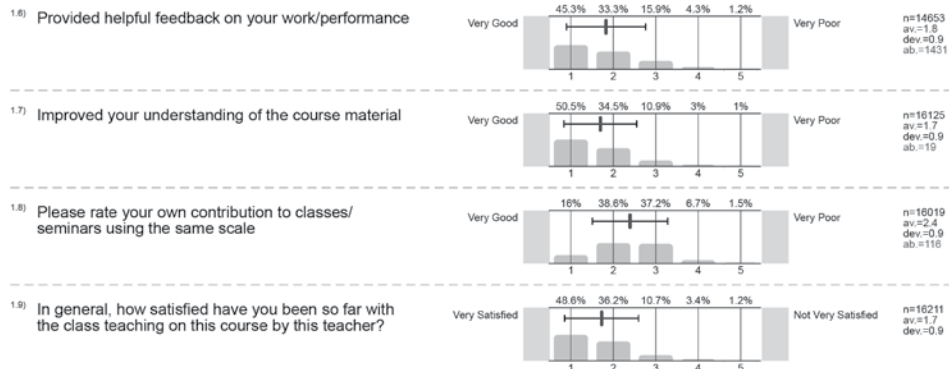 1.6) Provided helpful feedback on your work/performance
Very Good
45.3% 33.3% 15.9% 4.3% 1.2%
1 2 3 4 5
Very Poor
n=14653
av.=1.8
dev.=0.9
ab.=1431
1.7) Improved your understanding of the course material
Very Good
50.5% 34.5% 10.9% 3% 1%
1 2 3 4 5
Very Poor
n=16125
av.=1.7
dev.=0.9
ab.=19
1.8) Please rate your own contribution to classes/
seminars using the same scale
Very Good
16% 38.6% 37.2% 6.7% 1.5%
1 2 3 4 5
Very Poor
n=16019
av.=2.4
dev.=0.9
ab.=116
1.9) In general, how satisfied have you been so far with
the class teaching on this course by this teacher?
Very Satisfied
48.6% 36.2% 10.7% 3.4% 1.2%
1 2 3 4 5
Not Very Satisfied
n=16211
av.=1.7
dev.=0.9